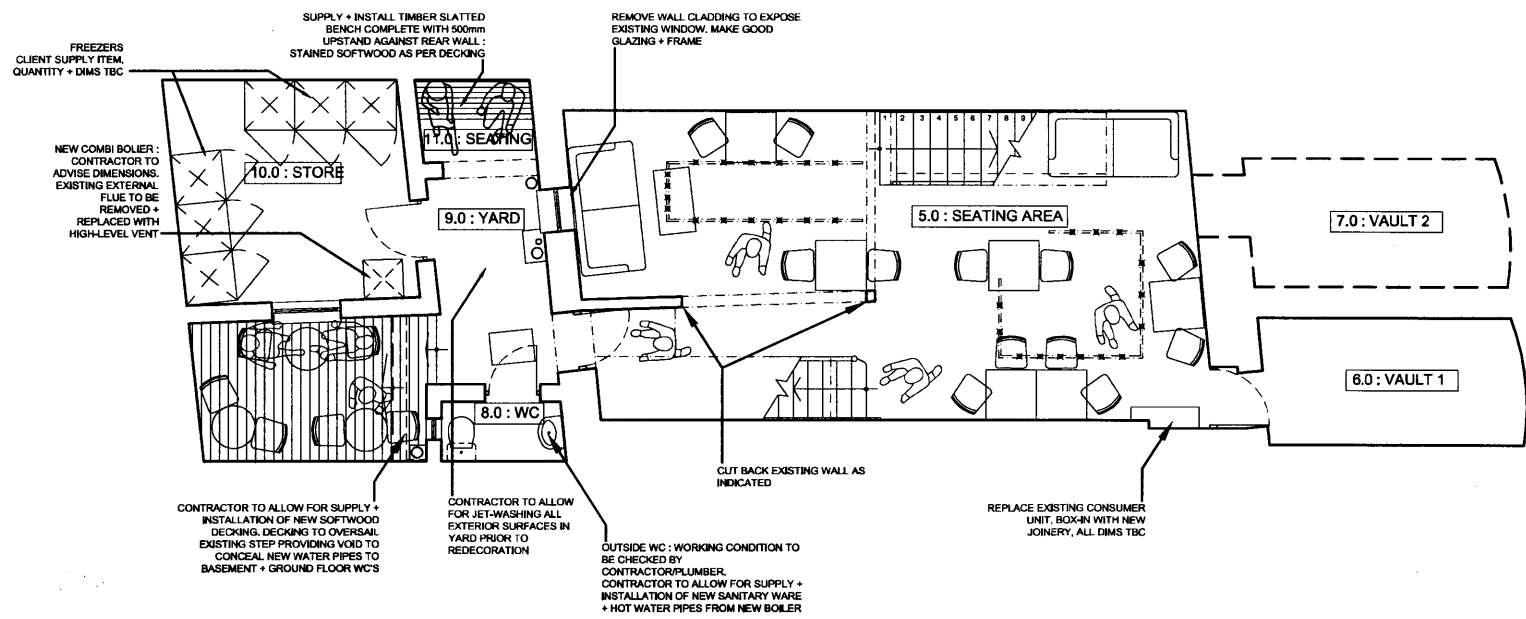 FREEZERS
CLIENT SUPPLY ITEM,
QUANTITY + DIMS TBC
SUPPLY + INSTALL TIMBER SLATTED
BENCH COMPLETE WITH 500mm
UPSTAND AGAINST REAR WALL :
STAINED SOFTWOOD AS PER DECKING
REMOVE WALL CLADDING TO EXPOSE
EXISTING WINDOW. MAKE GOOD
GLAZING + FRAME
NEW COMBI BOLIER :
CONTRACTOR TO
ADVISE DIMENSIONS.
EXISTING EXTERNAL
FLUE TO BE
REMOVED +
REPLACED WITH
HIGH-LEVEL VENT
10.0 : STORE
11.0 : SEATING
9.0 : YARD
1 2 3 4 5 6 7 8 9
5.0 : SEATING AREA
7.0 : VAULT 2
6.0 : VAULT 1
8.0 : WC
CONTRACTOR TO ALLOW FOR SUPPLY +
INSTALLATION OF NEW SOFTWOOD
DECKING. DECKING TO OVERSAIL
EXISTING STEP PROVIDING VOID TO
CONCEAL NEW WATER PIPES TO
BASEMENT + GROUND FLOOR WC'S
CONTRACTOR TO ALLOW
FOR JET-WASHING ALL
EXTERIOR SURFACES IN
YARD PRIOR TO
REDECORATION
OUTSIDE WC : WORKING CONDITION TO
BE CHECKED BY
CONTRACTOR/PLUMBER.
CONTRACTOR TO ALLOW FOR SUPPLY +
INSTALLATION OF NEW SANITARY WARE
+ HOT WATER PIPES FROM NEW BOILER
CUT BACK EXISTING WALL AS
INDICATED
REPLACE EXISTING CONSUMER
UNIT, BOX-IN WITH NEW
JOINERY, ALL DIMS TBC